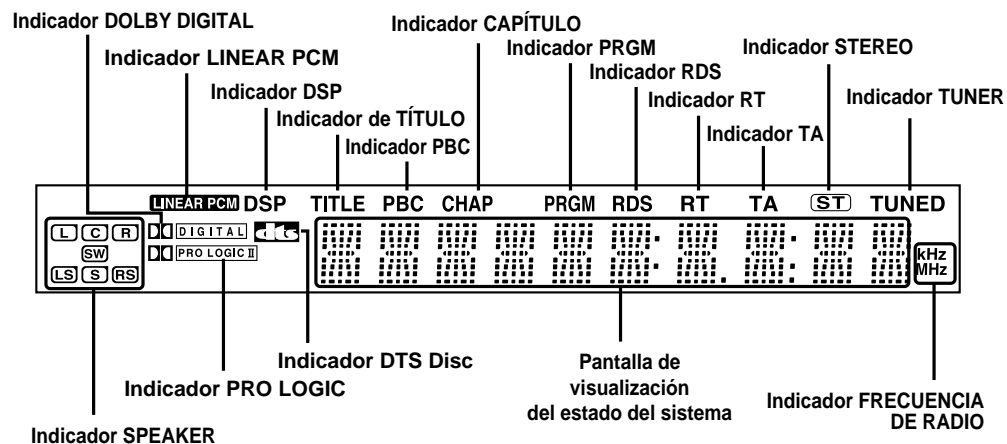 Indicador DOLBY DIGITAL
Indicador CAPÍTULO
Indicador LINEAR PCM
Indicador PRGM
Indicador STEREO
Indicador RDS
Indicador DSP
Indicador RT
Indicador TUNER
Indicador de TÍTULO
Indicador TA
Indicador PBC
LINEAR PCM DSP TITLE PBC CHAP PRGM RDS RT TA ST TUNED
L C R
SW
LS S RS
DIGITAL dts
PRO LOGIC II
kHz
MHz
Indicador DTS Disc
Indicador PRO LOGIC
Indicador SPEAKER
Pantalla de
visualización
del estado del sistema
Indicador FRECUENCIA
DE RADIO